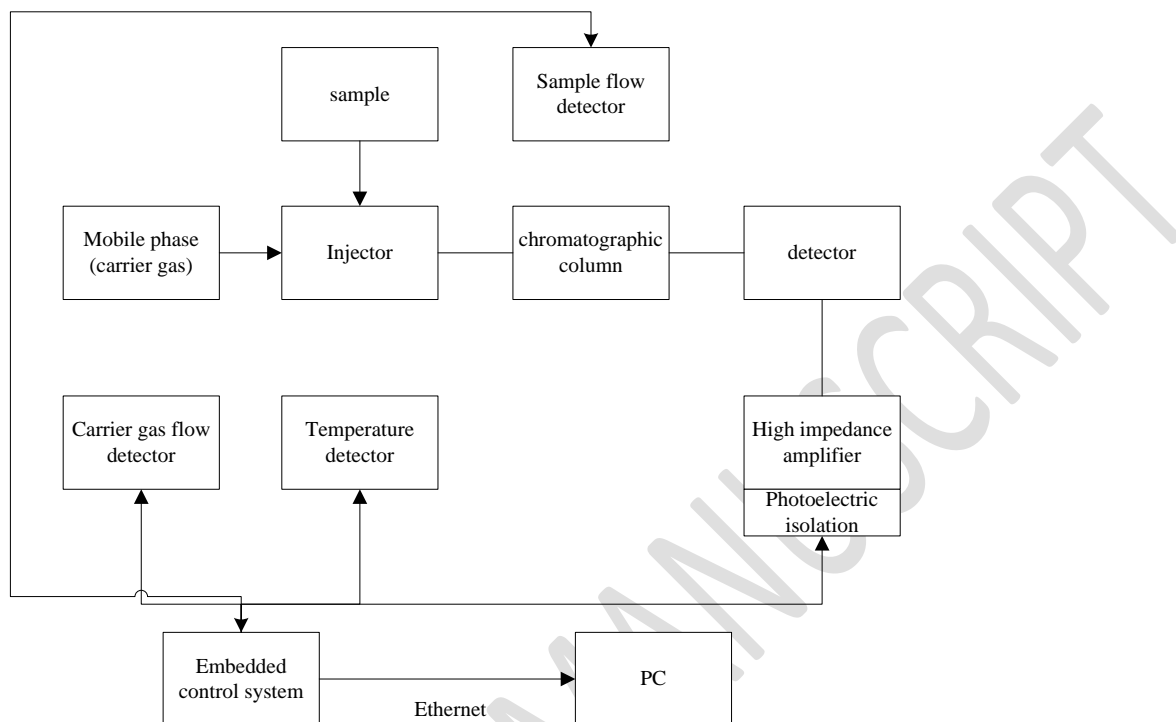 sample
Sample flow
detector
Mobile phase
(carrier gas)
Injector
chromatographic
column
detector
Carrier gas flow
detector
Temperature
detector
High impedance
amplifier
Photoelectric
isolation
Embedded
control system
Ethernet
PC
MANUSCRIPT